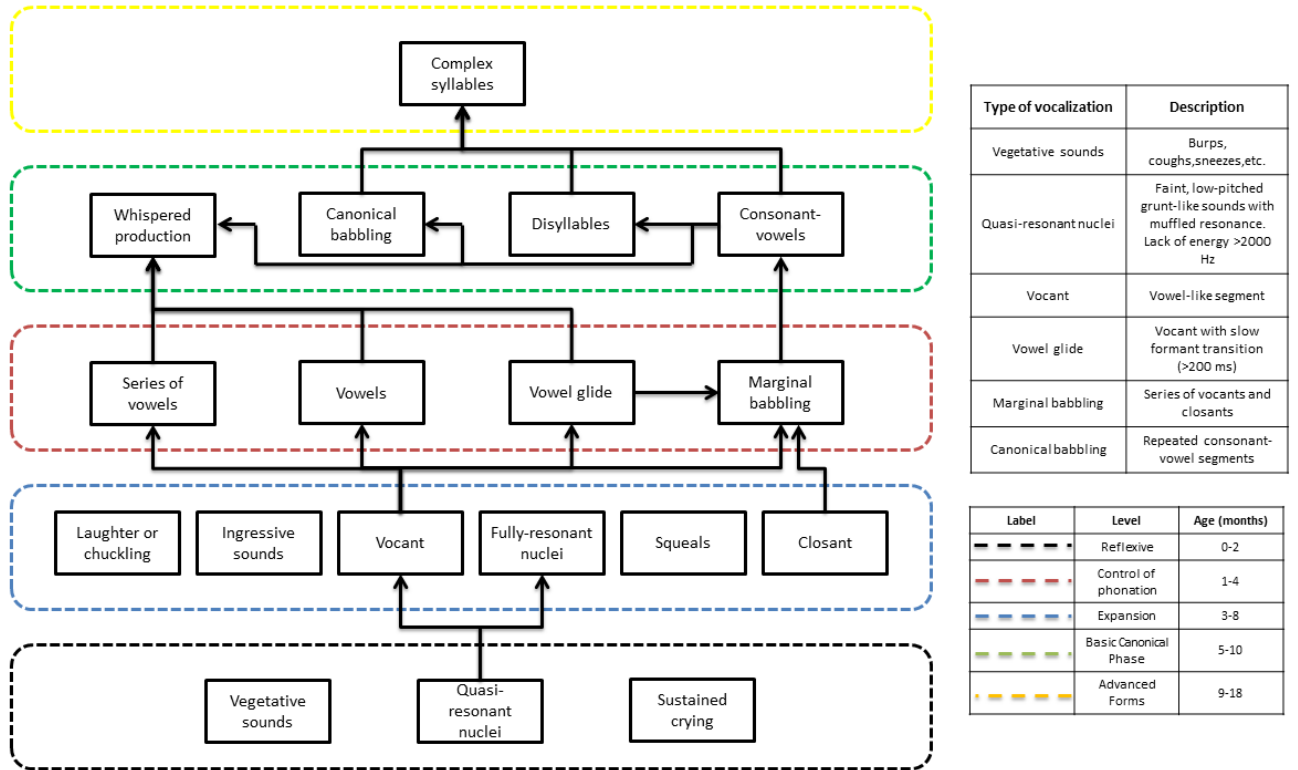 Complex
syllables
Whispered
production
Canonical
babbling
Disyllables
Consonant-
vowels
Series of
vowels
Vowels
Vowel glide
Marginal
babbling
Laughter or
chuckling
Ingressive
sounds
Vocant
Fully-resonant
nuclei
Squeals
Closant
Vegetative
sounds
Quasi-
resonant
nuclei
Sustained
crying
Type of vocalization
Description
Vegetative sounds
Burps,
coughs,sneezes,etc.
Quasi-resonant nuclei
Faint, low-pitched
grunt-like sounds with
muffled resonance.
Lack of energy >2000
Hz
Vocant
Vowel-like segment
Vowel glide
Vocant with slow
formant transition
(>200 ms)
Marginal babbling
Series of vocants and
closants
Canonical babbling
Repeated consonant-
vowel segments
Label
Level
Age (months)
Reflexive
0-2
Control of
phonation
1-4
Expansion
3-8
Basic Canonical
Phase
5-10
Advanced
Forms
9-18